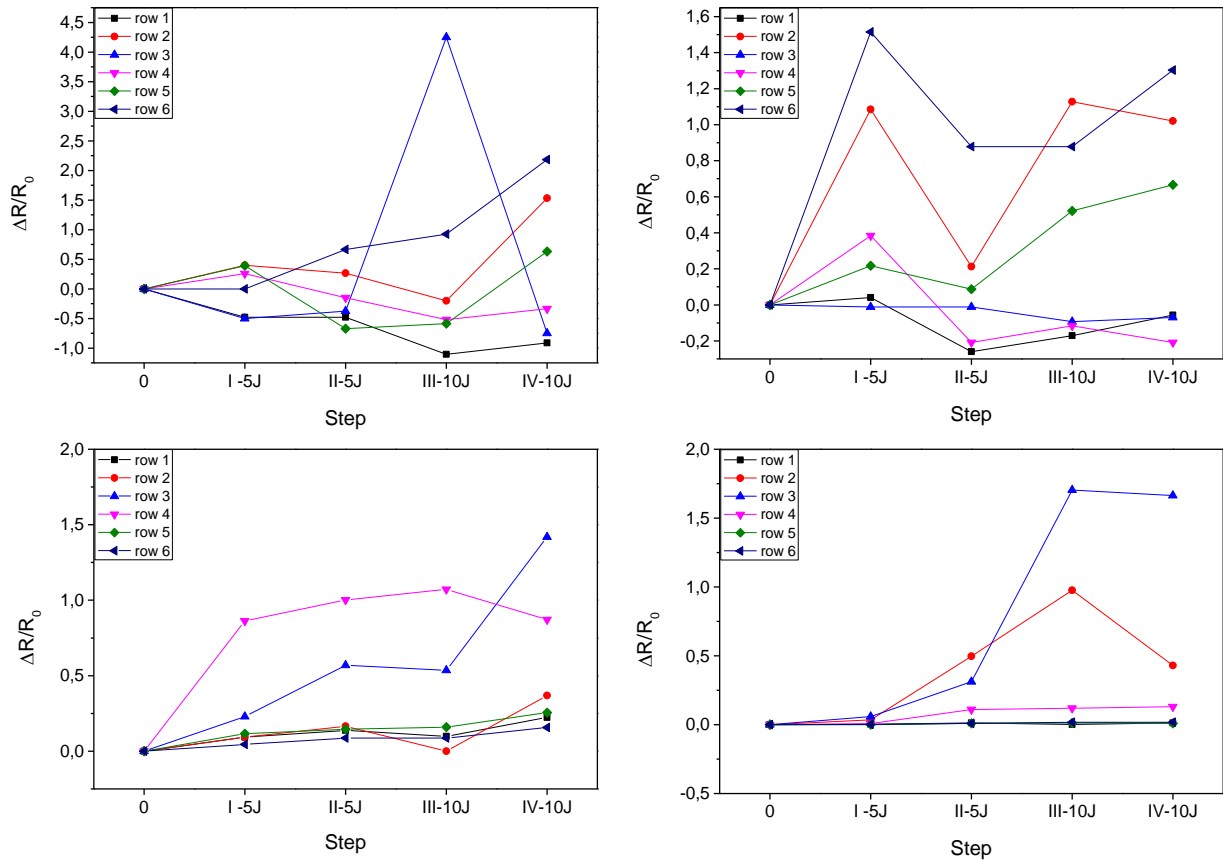 4,5
4,0
3,5
3,0
2,5
2,0
1,5
1,0
0,5
0,0
-0,5
-1,0
ΔR/R0
row 1
row 2
row 3
row 4
row 5
row 6
0 I -5J II-5J III-10J IV-10J
Step
1,6
1,4
1,2
1,0
0,8
0,6
0,4
0,2
0,0
-0,2
ΔR/R0
row 1
row 2
row 3
row 4
row 5
row 6
0 I -5J II-5J III-10J IV-10J
Step
2,0
1,5
1,0
0,5
0,0
ΔR/R0
row 1
row 2
row 3
row 4
row 5
row 6
0 I -5J II-5J III-10J IV-10J
Step
2,0
1,5
1,0
0,5
0,0
-0,5
ΔR/R0
row 1
row 2
row 3
row 4
row 5
row 6
0 I -5J II-5J III-10J IV-10J
Step